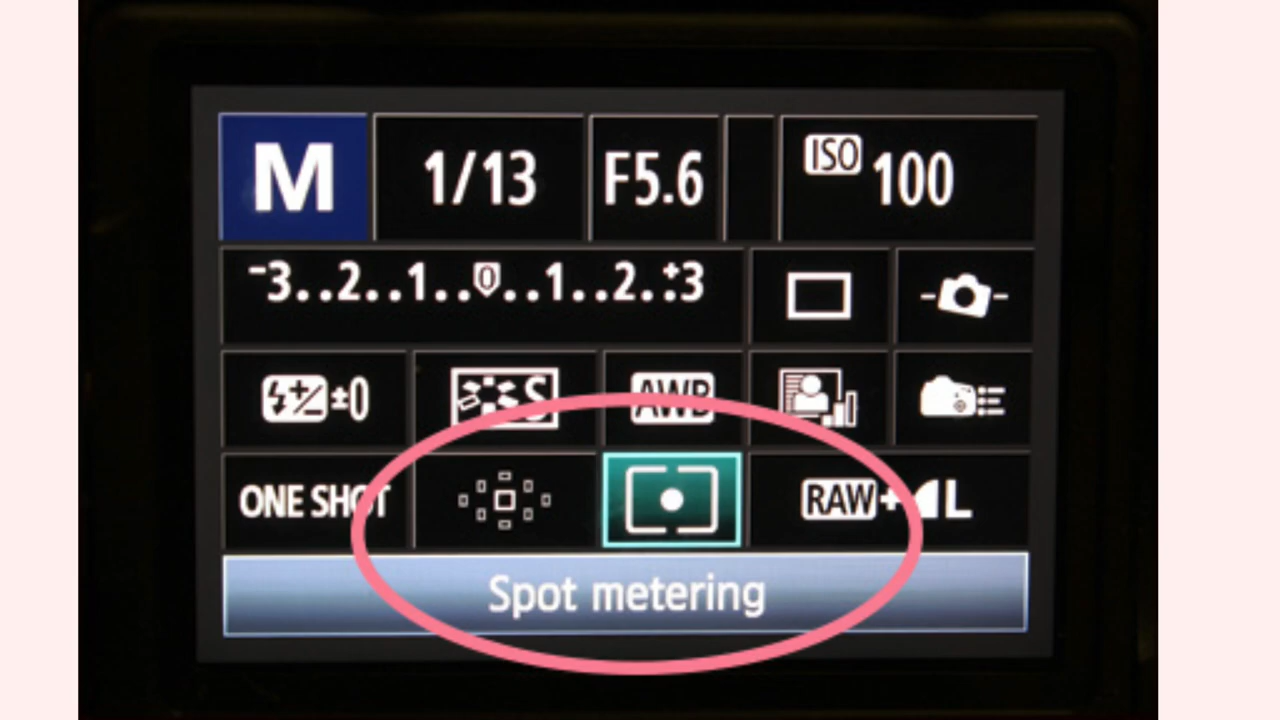 M 1/13 F5.6 ISO 100
-3..2..1..0..1..2..+3
±0 S AWB
ONE SHOT RAW+L
Spot metering